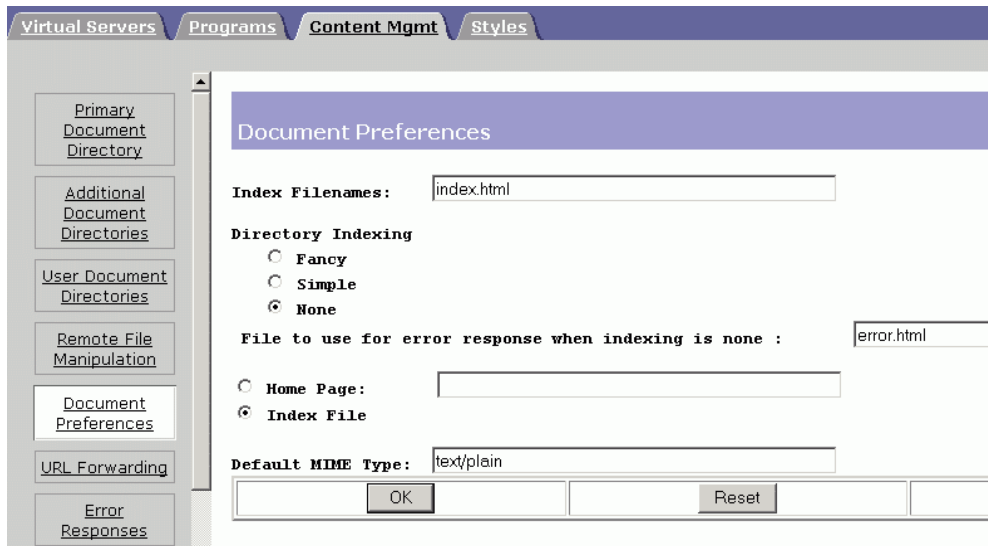 Virtual Servers Programs Content Mgmt Styles
Primary
Document
Directory
Additional
Document
Directories
User Document
Directories
Remote File
Manipulation
Document
Preferences
URL Forwarding
Error
Responses
Document Preferences
Index Filenames: index.html
Directory Indexing
Fancy
Simple
None
File to use for error response when indexing is none : error.html
Home Page:
Index File
Default MIME Type: text/plain
OK Reset